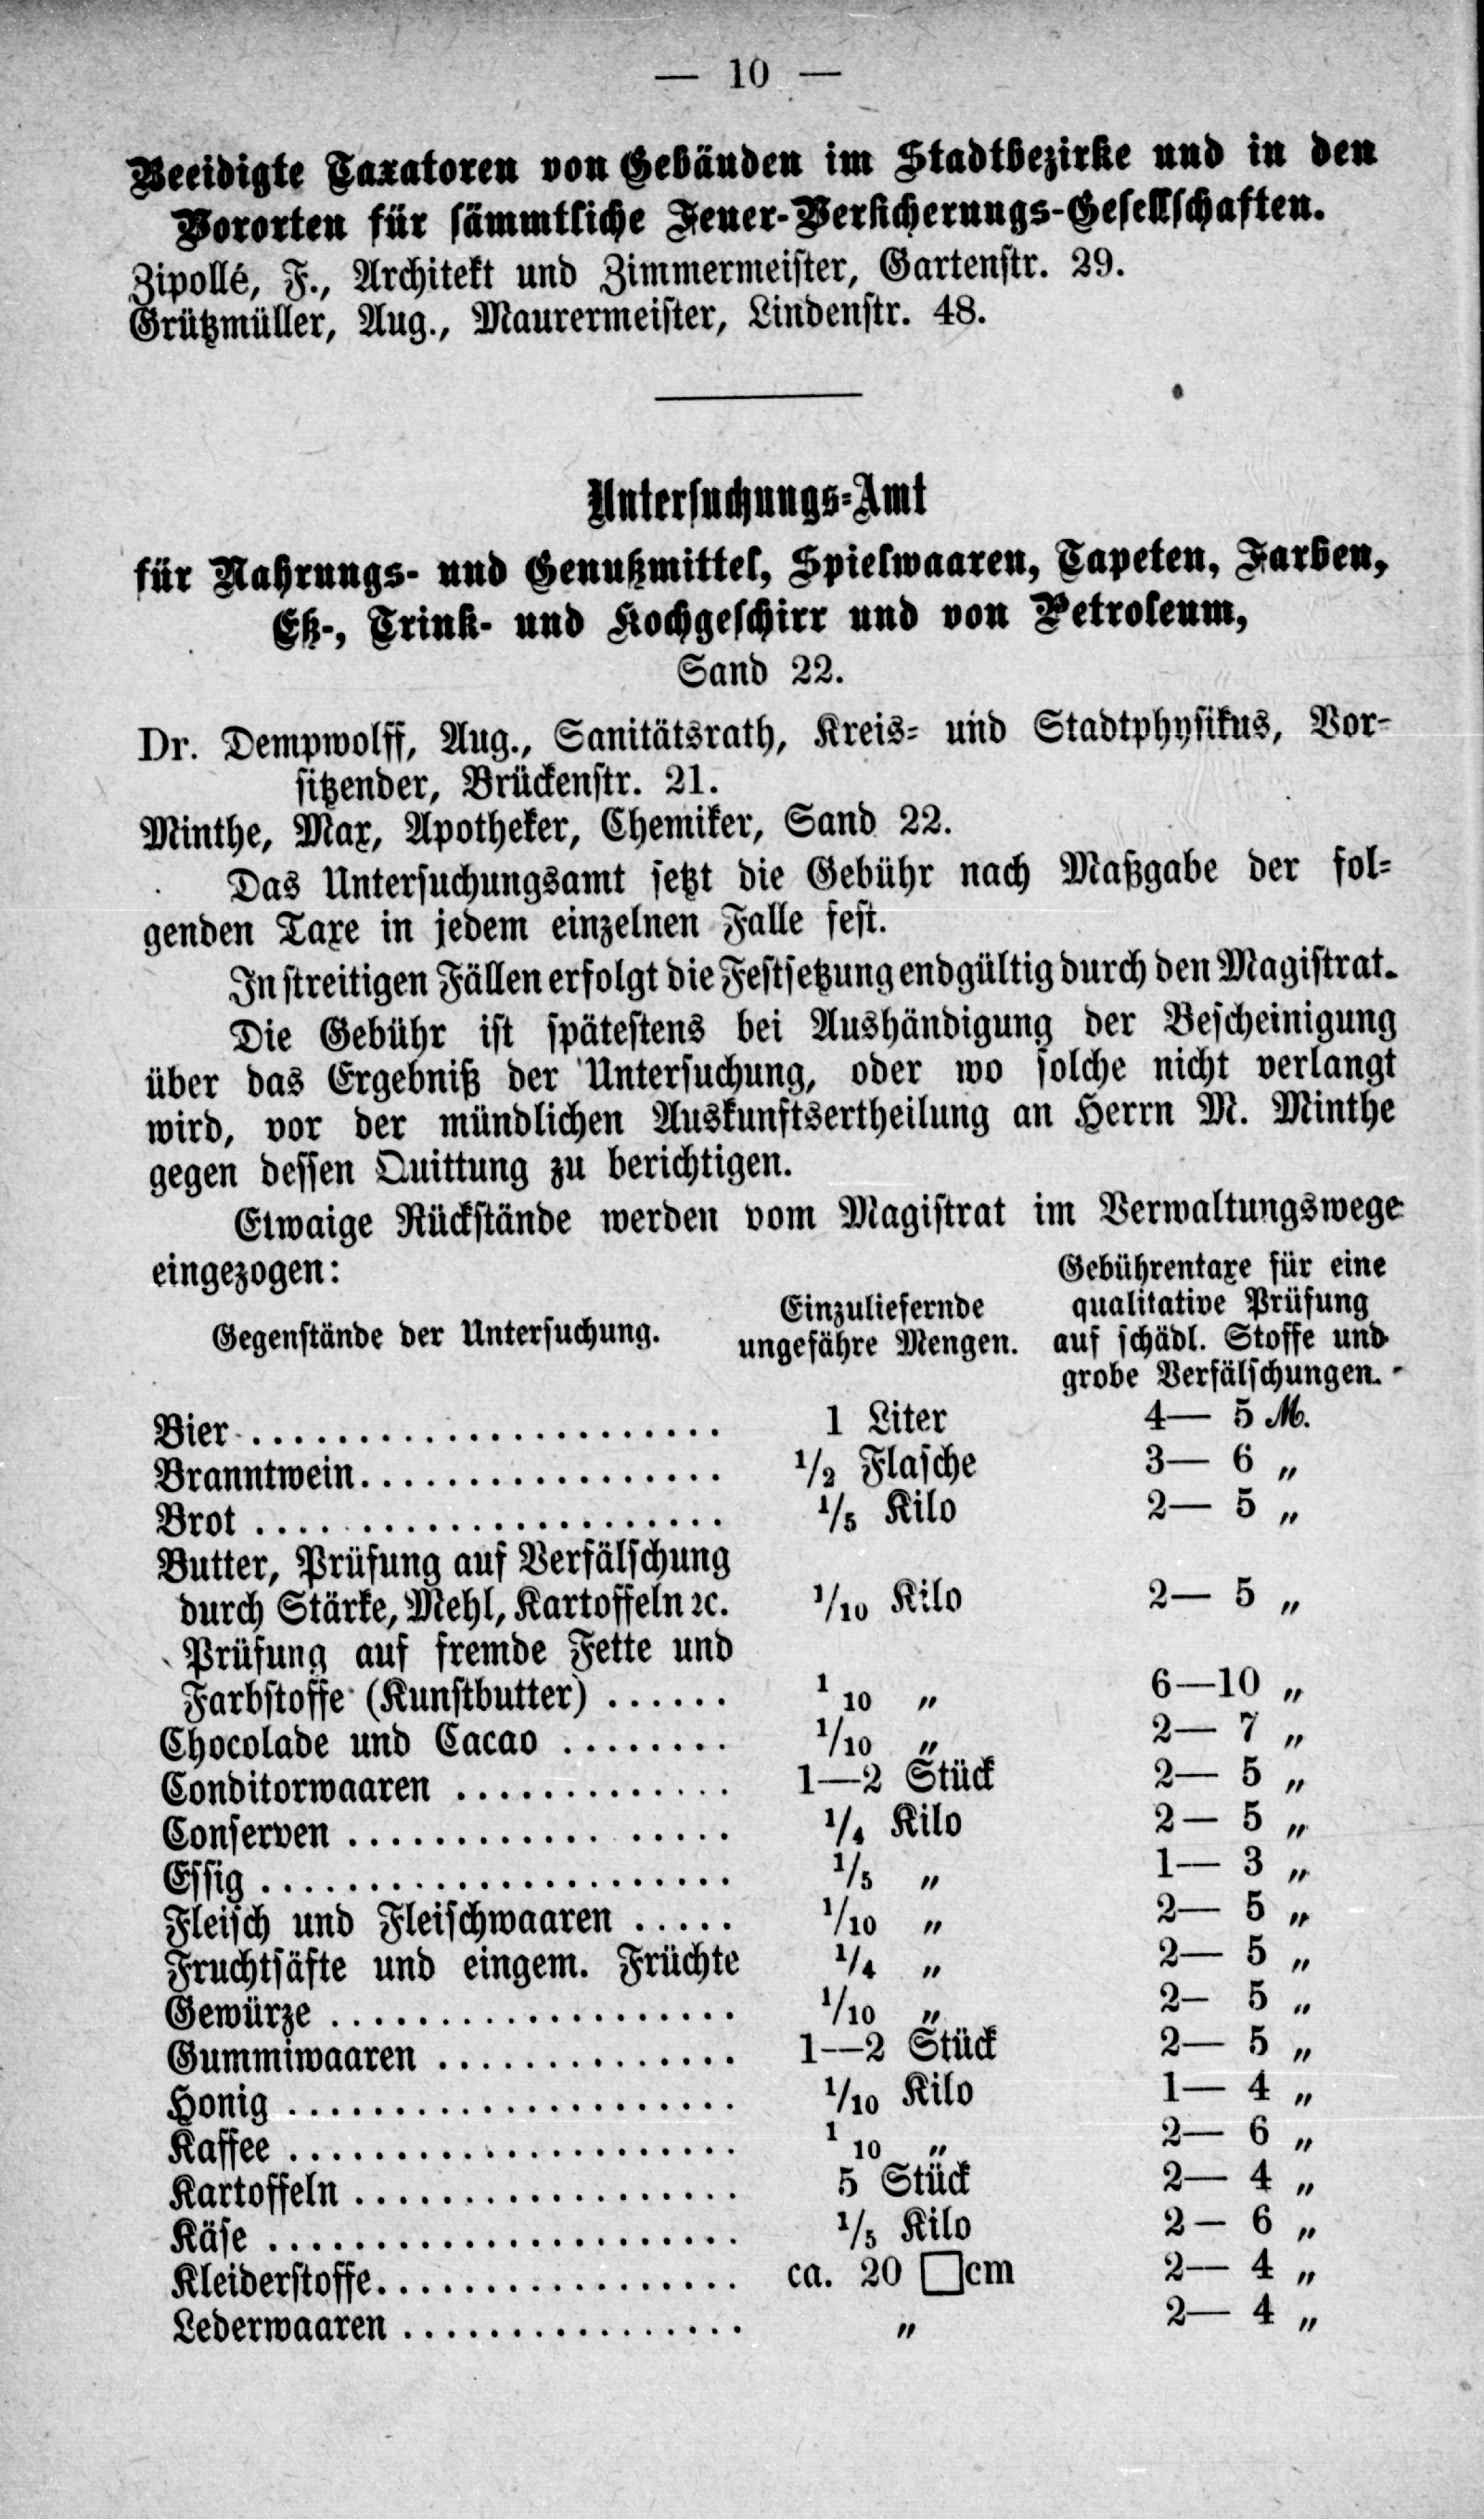 — 10 —
Beeidigte Taxatoren von Gebäuden im Stadtbezirke und in den
Vororten für sämmtliche Feuer-Versicherungs-Gesellschaften.
Zipollé, F., Architekt und Zimmermeister, Gartenstr. 29.
Grützmüller, Aug., Maurermeister, Lindenstr. 48.
Untersuchungs-Amt
für Nahrungs- und Genußmittel, Spielwaaren, Tapeten, Farben,
Eß-, Trink- und Kochgeschirr und von Petroleum,
Sand 22.
Dr. Dempwolff, Aug., Sanitätsrath, Kreis- und Stadtphysikus, Vor-
sitzender, Brückenstr. 21.
Minthe, Max, Apotheker, Chemiker, Sand 22.
Das Untersuchungsamt setzt die Gebühr nach Maßgabe der fol-
genden Taxe in jedem einzelnen Falle fest.
In streitigen Fällen erfolgt die Festsetzung endgültig durch den Magistrat.
Die Gebühr ist spätestens bei Aushändigung der Bescheinigung
über das Ergebniß der Untersuchung, oder wo solche nicht verlangt
wird, vor der mündlichen Auskunftsertheilung an Herrn M. Minthe
gegen dessen Quittung zu berichtigen.
Etwaige Rückstände werden vom Magistrat im Verwaltungswege
eingezogen:
Gegenstände der Untersuchung.
Einzuliefernde
ungefähre Mengen.
Gebührentaxe für eine
qualitative Prüfung
auf schädl. Stoffe und
grobe Verfälschungen.
Bier ........................ 1 Liter 4— 5 M.
Branntwein.................. 1/2 Flasche 3— 6 „
Brot ........................ 1/5 Kilo 2— 5 „
Butter, Prüfung auf Verfälschung
durch Stärke, Mehl, Kartoffeln ꝛc. 1/10 Kilo 2— 5 „
Prüfung auf fremde Fette und
Farbstoffe (Kunstbutter) ...... 1/10 „ 6—10 „
Chocolade und Cacao ........ 1/10 „ 2— 7 „
Conditorwaaren ............. 1—2 Stück 2— 5 „
Conserven .................. 1/4 Kilo 2— 5 „
Essig ...................... 1/5 „ 1— 3 „
Fleisch und Fleischwaaren ..... 1/10 „ 2— 5 „
Fruchtsäfte und eingem. Früchte 1/4 „ 2— 5 „
Gewürze ................... 1/10 „ 2— 5 „
Gummiwaaren .............. 1—2 Stück 2— 5 „
Honig ..................... 1/10 Kilo 1— 4 „
Kaffee ..................... 1/10 „ 2— 6 „
Kartoffeln .................. 5 Stück 2— 4 „
Käse ...................... 1/5 Kilo 2— 6 „
Kleiderstoffe................. ca. 20 □cm 2— 4 „
Lederwaaren ................ „ 2— 4 „